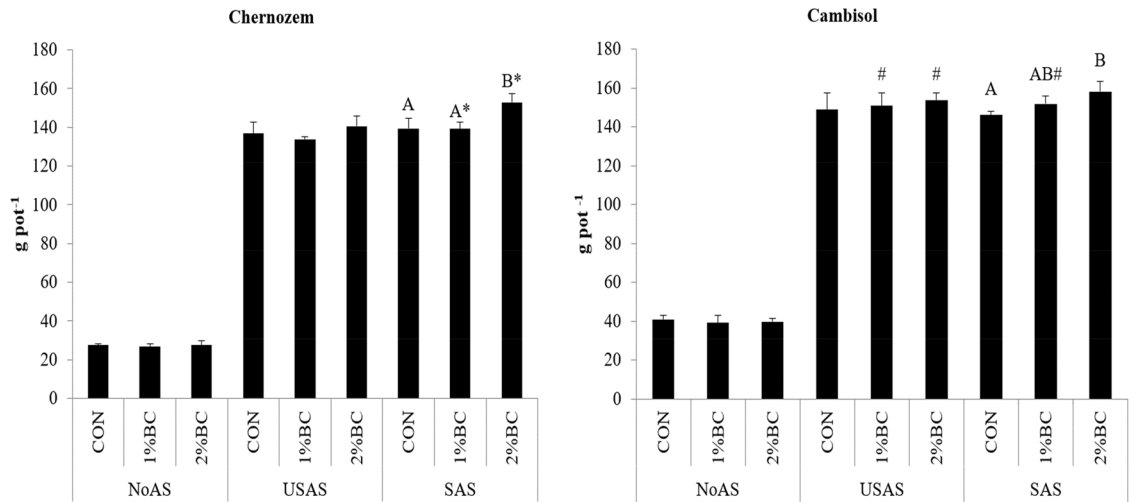 Chernozem
g pot⁻¹
180
160
140
120
100
80
60
40
20
0
A
A*
B*
CON
1%BC
2%BC
CON
1%BC
2%BC
CON
1%BC
2%BC
NoAS
USAS
SAS
Cambisol
g pot ⁻¹
180
160
140
120
100
80
60
40
20
0
#
#
A
AB#
B
CON
1%BC
2%BC
CON
1%BC
2%BC
CON
1%BC
2%BC
NoAS
USAS
SAS